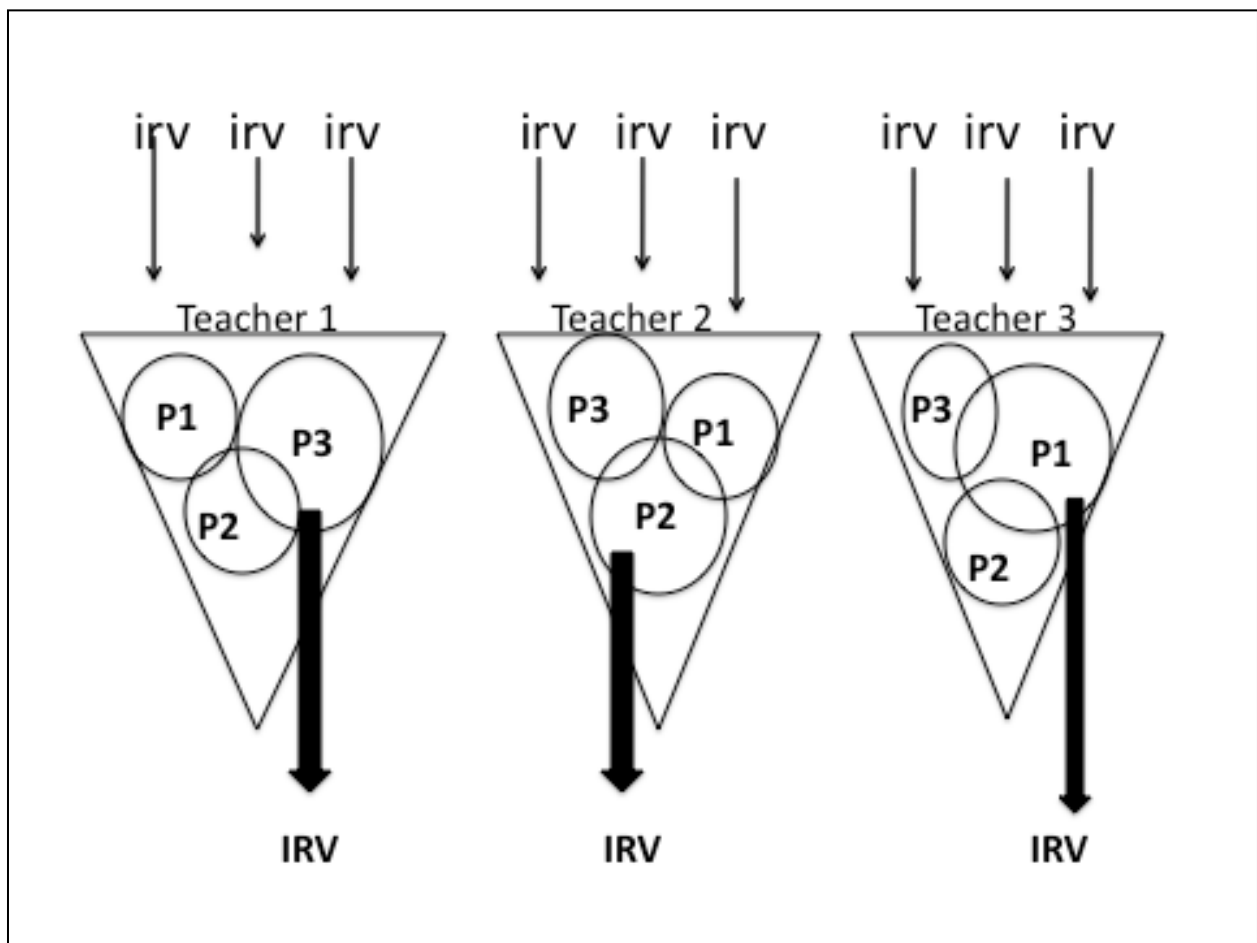 irv irv irv irv irv irv irv irv irv
Teacher 1 Teacher 2 Teacher 3
P1 P3 P2
P3 P1 P2
P3 P1 P2
IRV IRV IRV